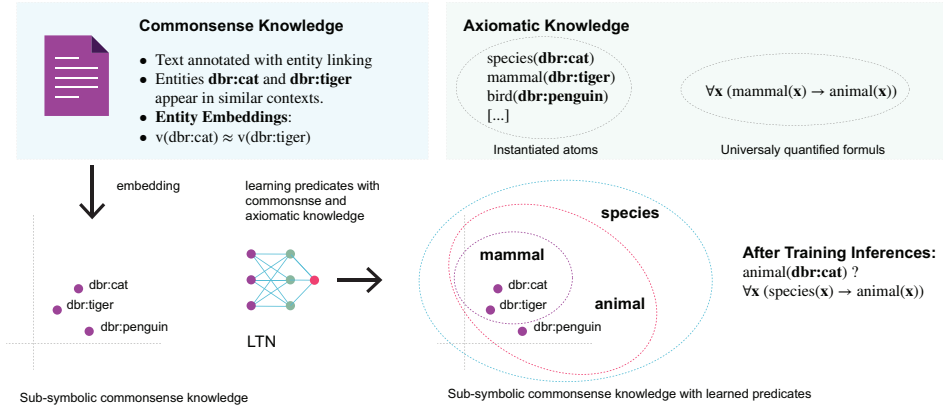 Commonsense Knowledge
● Text annotated with entity linking
● Entities dbr:cat and dbr:tiger
appear in similar contexts.
● Entity Embeddings:
● v(dbr:cat) ≈ v(dbr:tiger)
Axiomatic Knowledge
species(dbr:cat)
mammal(dbr:tiger)
bird(dbr:penguin)
[...]
Instantiated atoms
∀x (mammal(x) → animal(x))
Universaly quantified formuls
embedding
learning predicates with
commonsnse and
axiomatic knowledge
dbr:cat
dbr:tiger
dbr:penguin
LTN
Sub-symbolic commonsense knowledge
species
mammal
animal
dbr:cat
dbr:tiger
dbr:penguin
Sub-symbolic commonsense knowledge with learned predicates
After Training Inferences:
animal(dbr:cat) ?
∀x (species(x) → animal(x))